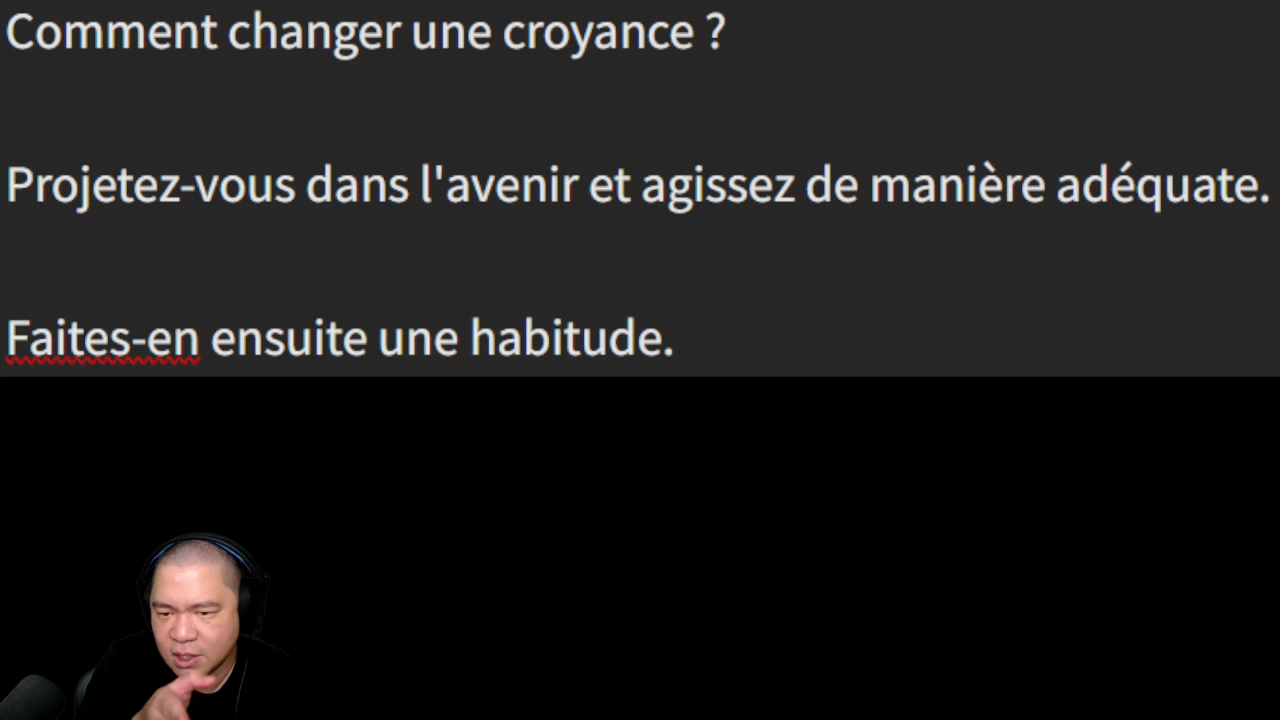 Comment changer une croyance ?
Projetez-vous dans l'avenir et agissez de manière adéquate.
Faites-en ensuite une habitude.